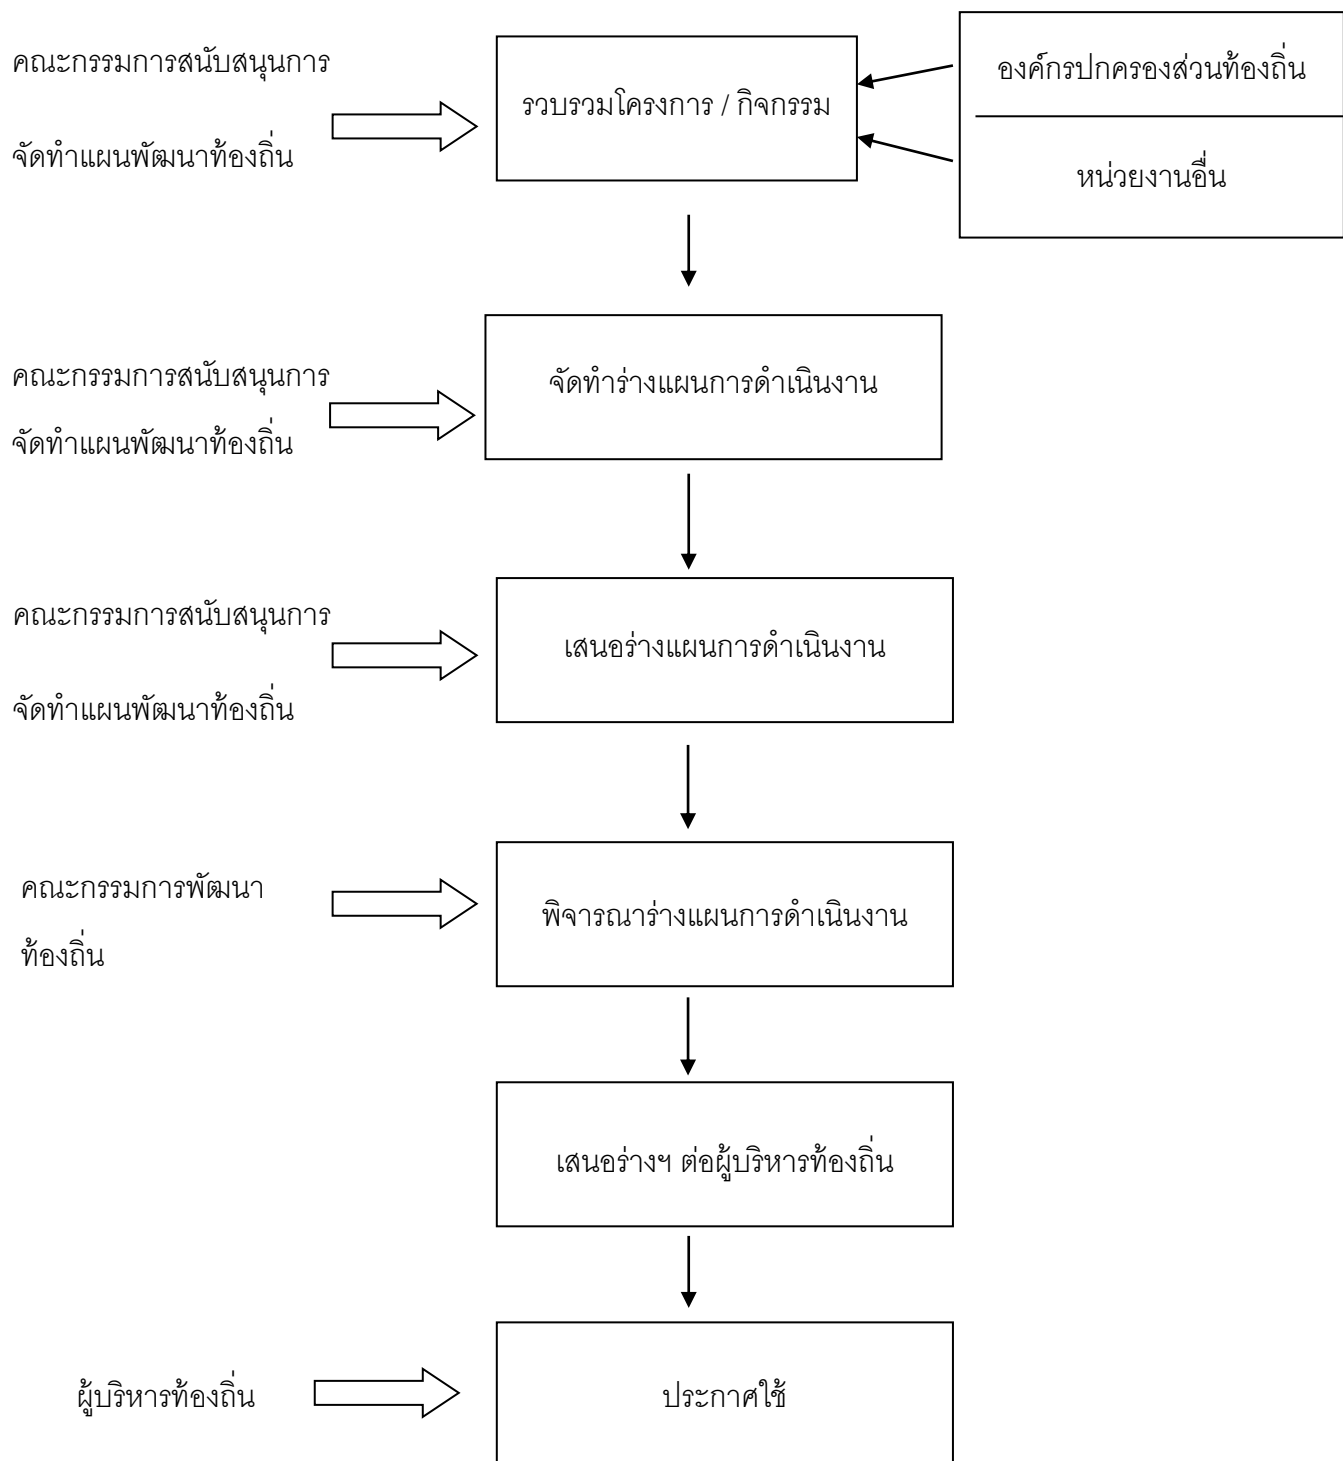 คณะกรรมการสนับสนุนการ
จัดทำแผนพัฒนาท้องถิ่น
รวบรวมโครงการ / กิจกรรม
องค์กรปกครองส่วนท้องถิ่น
หน่วยงานอื่น
คณะกรรมการสนับสนุนการ
จัดทำแผนพัฒนาท้องถิ่น
จัดทำร่างแผนการดำเนินงาน
คณะกรรมการสนับสนุนการ
จัดทำแผนพัฒนาท้องถิ่น
เสนอร่างแผนการดำเนินงาน
คณะกรรมการพัฒนา
ท้องถิ่น
พิจารณาร่างแผนการดำเนินงาน
เสนอร่างฯ ต่อผู้บริหารท้องถิ่น
ผู้บริหารท้องถิ่น
ประกาศใช้